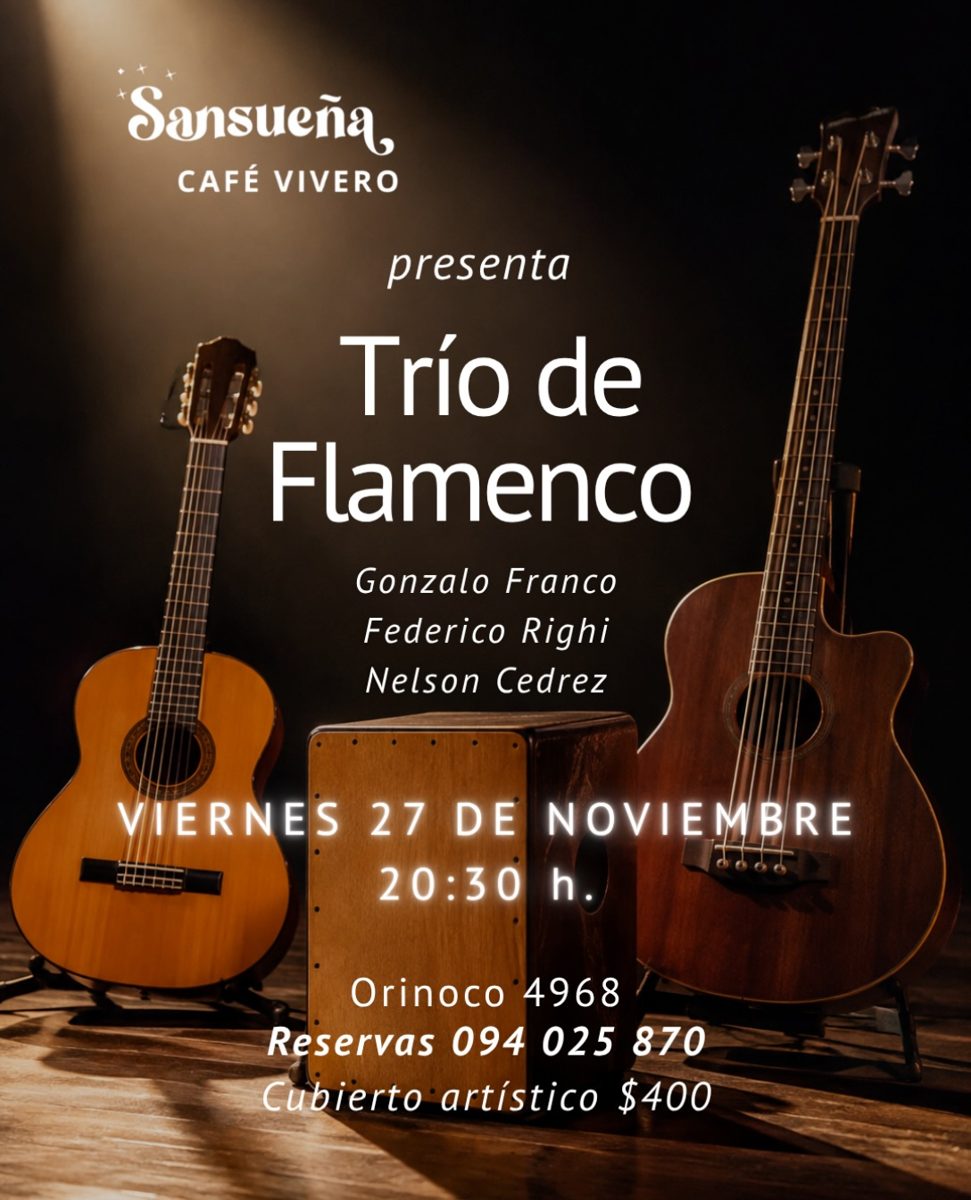 Sansueña
CAFÉ VIVERO
presenta
Trío de
Flamenco
Gonzalo Franco
Federico Righi
Nelson Cedrez
VIERNES 27 DE NOVIEMBRE
20:30 h.
Orinoco 4968
Reservas 094 025 870
Cubierto artístico $400